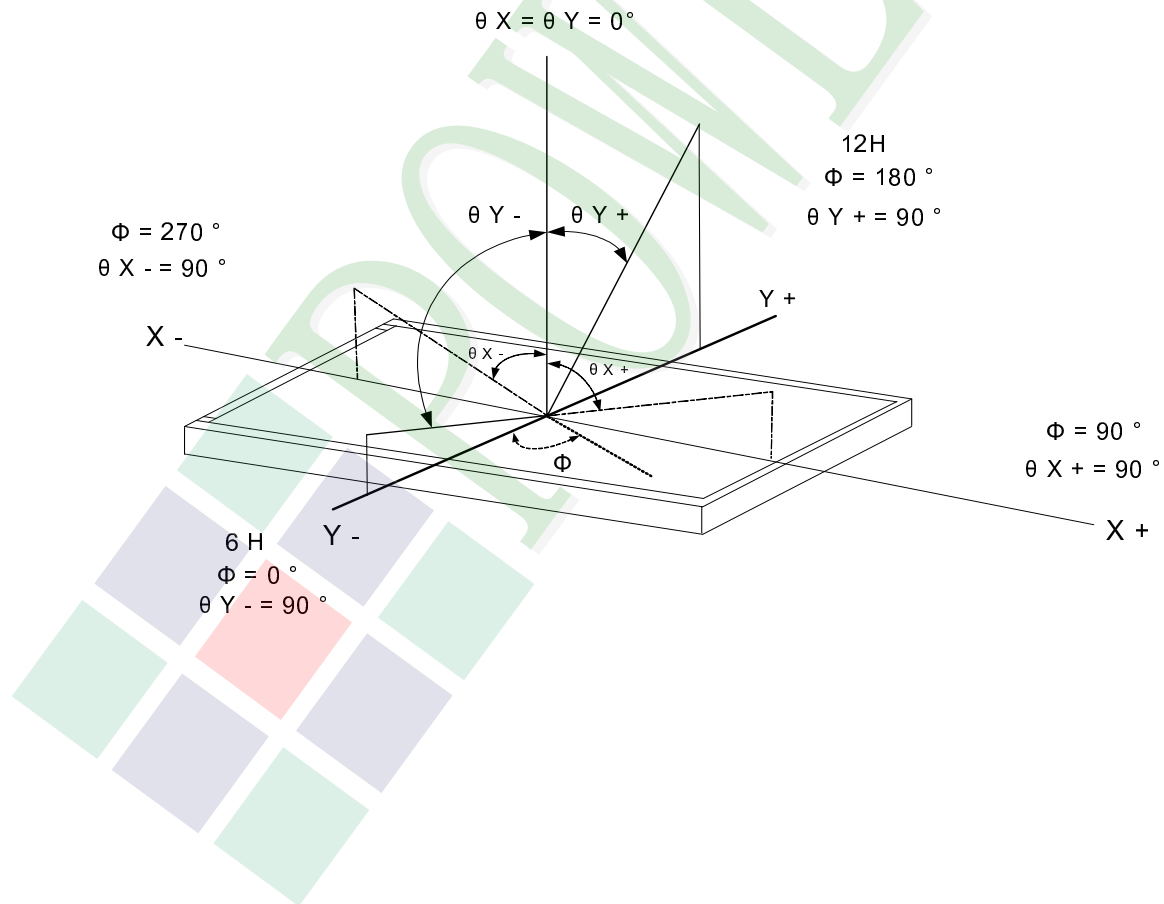 θ X = θ Y = 0°
12H
Φ = 180 °
θ Y + = 90 °
Φ = 270 °
θ X - = 90 °
θ Y -
θ Y +
Y +
X -
θ X -
θ X +
Φ = 90 °
θ X + = 90 °
Φ
X +
Y -
6 H
Φ = 0 °
θ Y - = 90 °